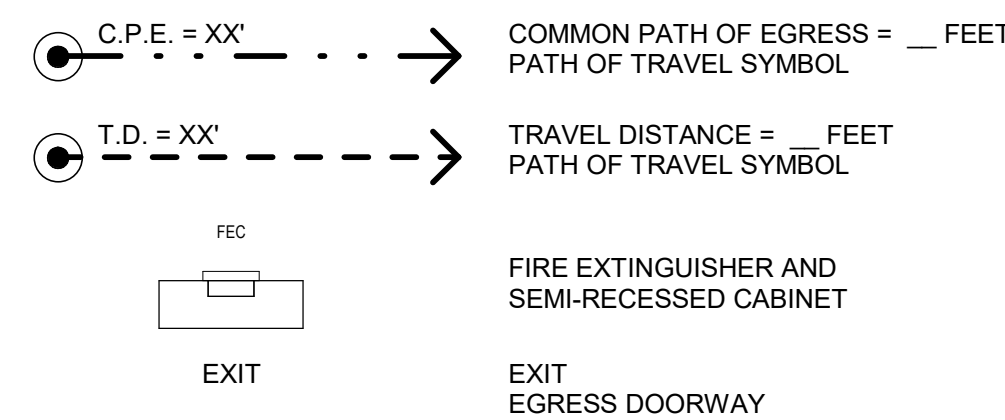 C.P.E. = XX'
COMMON PATH OF EGRESS = __ FEET
PATH OF TRAVEL SYMBOL
T.D. = XX'
TRAVEL DISTANCE = __ FEET
PATH OF TRAVEL SYMBOL
FEC
FIRE EXTINGUISHER AND
SEMI-RECESSED CABINET
EXIT
EXIT
EGRESS DOORWAY